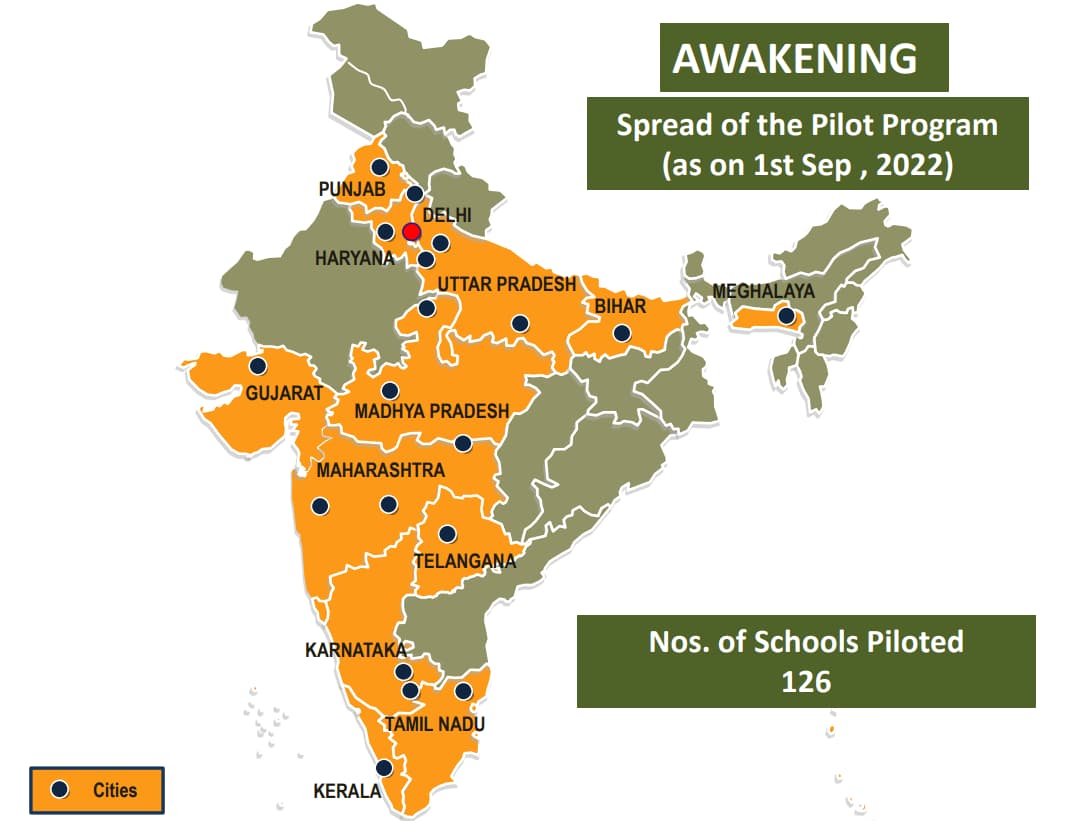 AWAKENING
Spread of the Pilot Program
(as on 1st Sep , 2022)
PUNJAB
DELHI
HARYANA
UTTAR PRADESH
MEGHALAYA
BIHAR
GUJARAT
MADHYA PRADESH
MAHARASHTRA
TELANGANA
KARNATAKA
Nos. of Schools Piloted
126
TAMIL NADU
KERALA
Cities